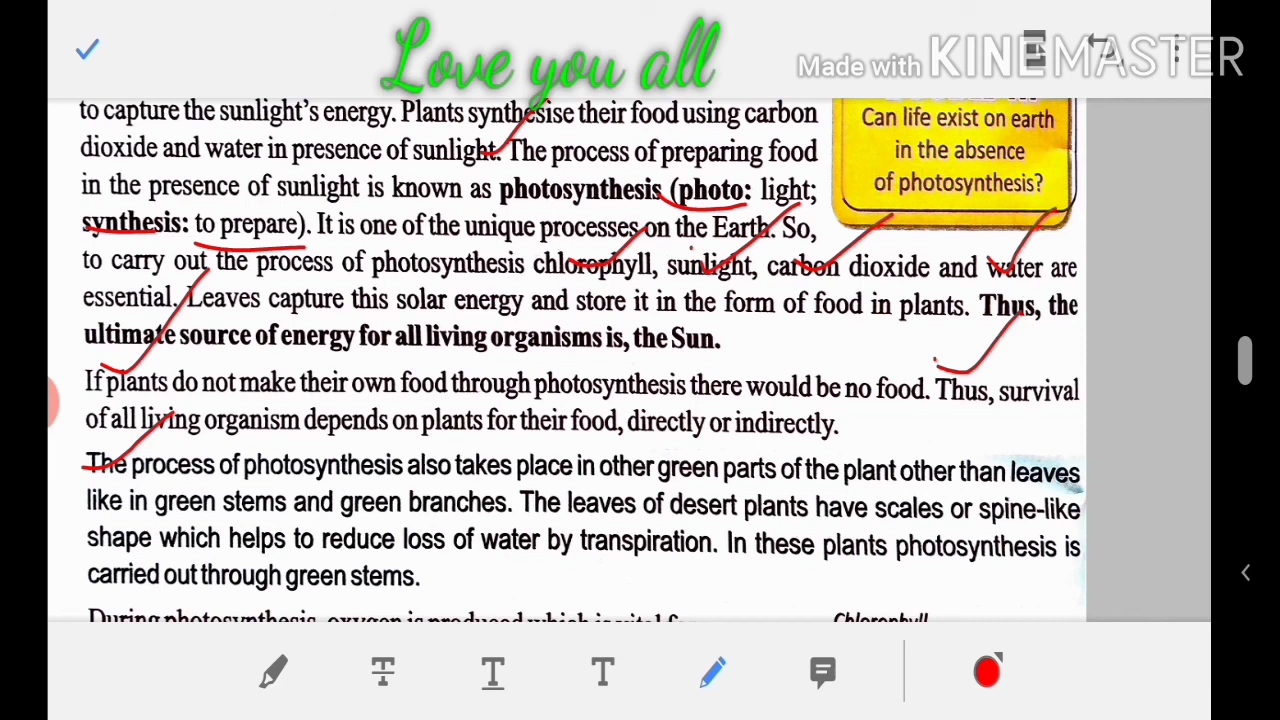 Love you all
Made with KINEMASTER
to capture the sunlight's energy. Plants synthesise their food using carbon
dioxide and water in presence of sunlight. The process of preparing food
in the presence of sunlight is known as photosynthesis (photo: light;
synthesis: to prepare). It is one of the unique processes on the Earth. So,
to carry out the process of photosynthesis chlorophyll, sunlight, carbon dioxide and water are
essential. Leaves capture this solar energy and store it in the form of food in plants. Thus, the
ultimate source of energy for all living organisms is, the Sun.
Can life exist on earth
in the absence
of photosynthesis?
If plants do not make their own food through photosynthesis there would be no food. Thus, survival
of all living organism depends on plants for their food, directly or indirectly.
The process of photosynthesis also takes place in other green parts of the plant other than leaves
like in green stems and green branches. The leaves of desert plants have scales or spine-like
shape which helps to reduce loss of water by transpiration. In these plants photosynthesis is
carried out through green stems.
During photosynthesis, oxygen is produced which is vital f
Chlorophyll
T
T
T